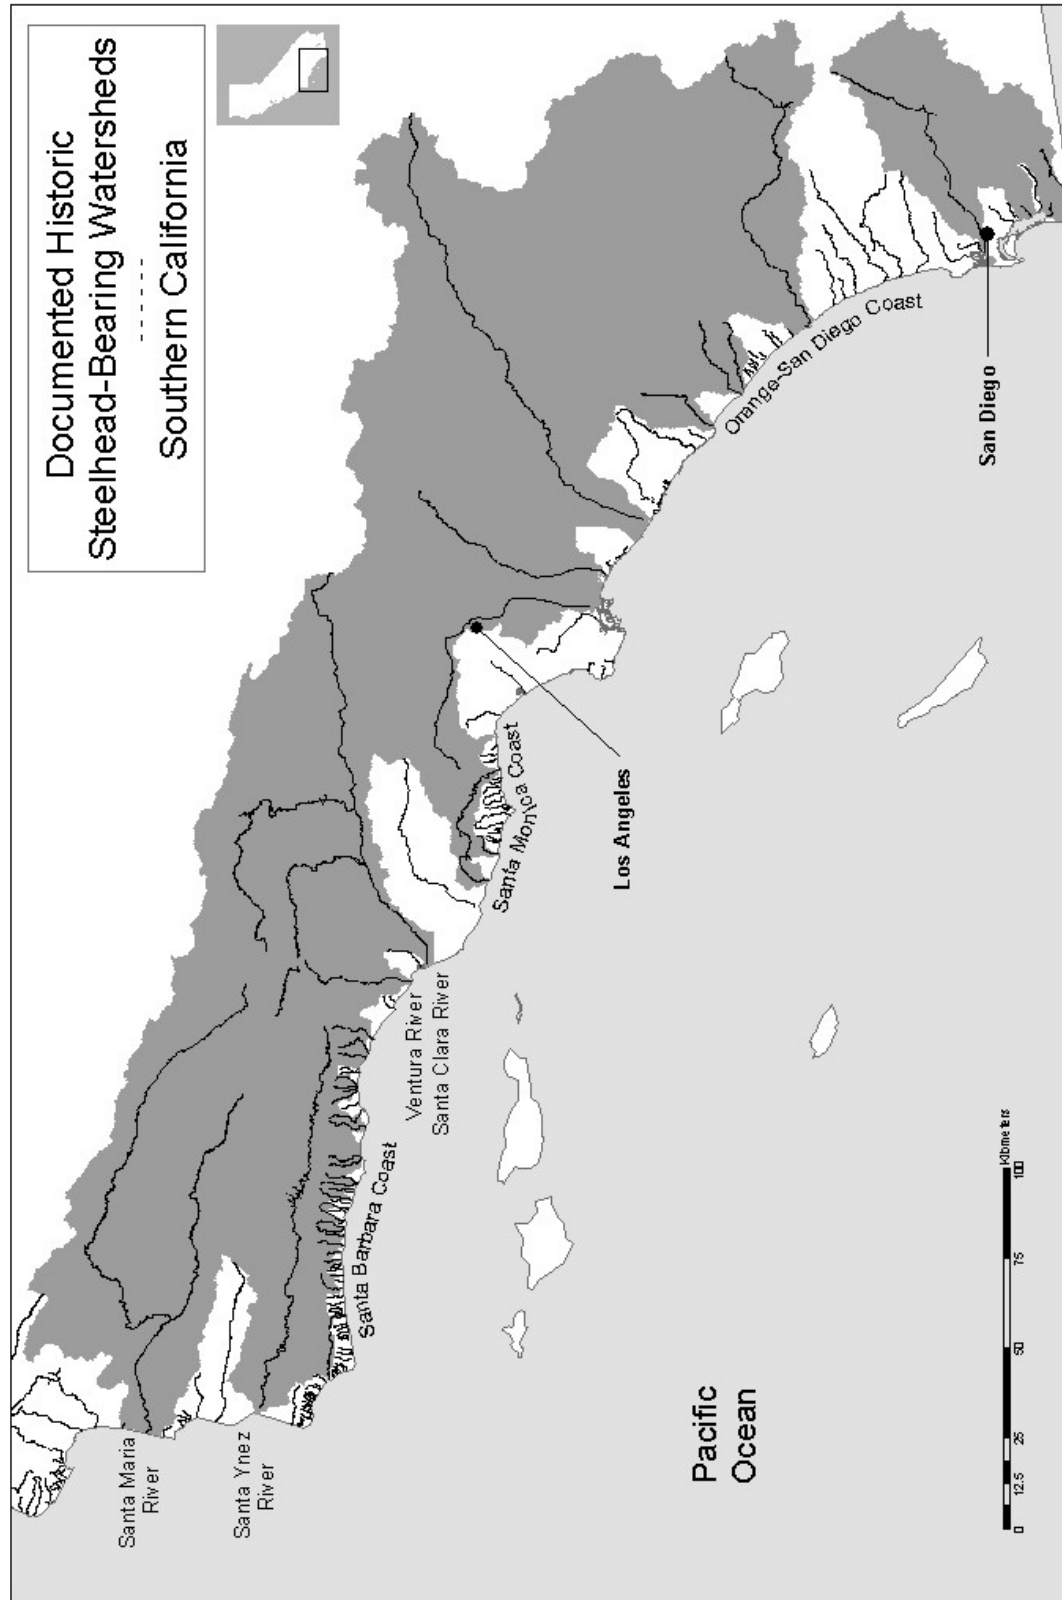 Documented Historic
Steelhead-Bearing Watersheds
-----
Southern California
Santa Maria
River
Santa Ynez
River
Santa Barbara Coast
Ventura River
Santa Clara River
Santa Monica Coast
Los Angeles
Orange-San Diego Coast
San Diego
Pacific
Ocean
0 12.5 25 50 75 100
Kilometers